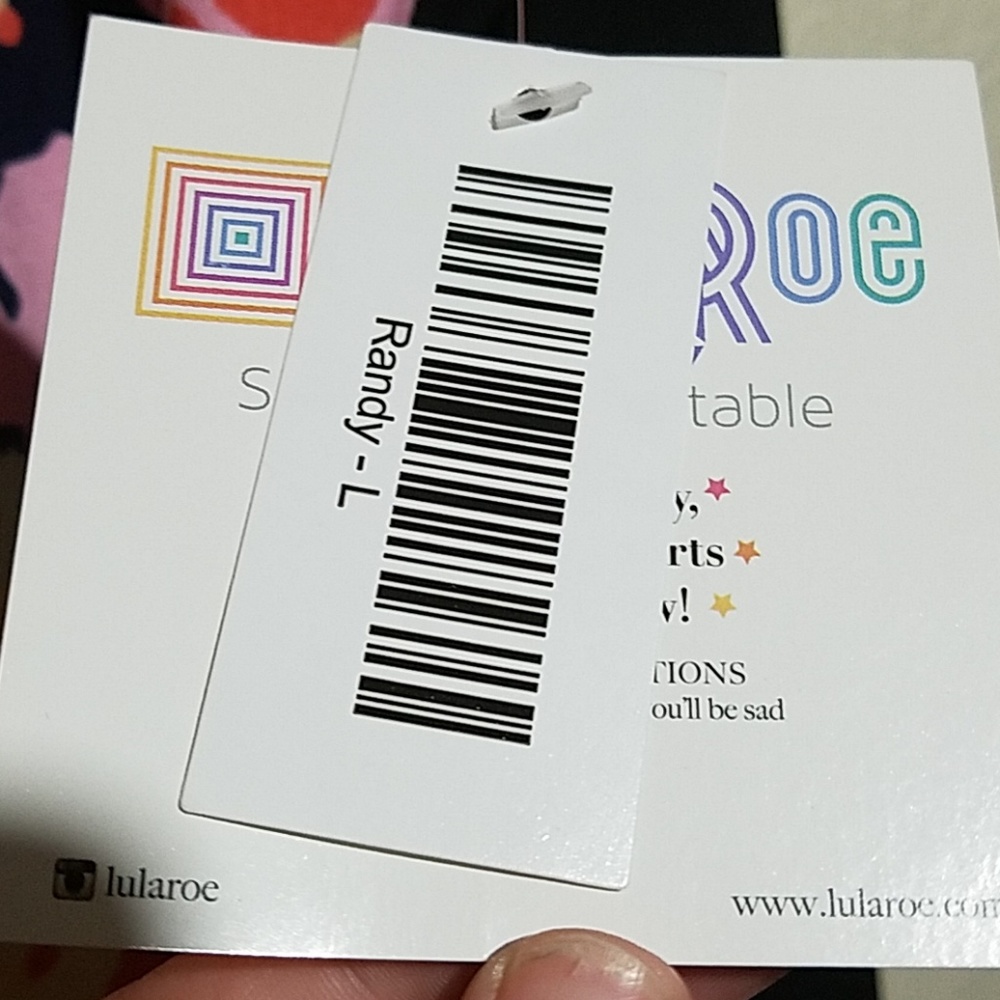 Roe
S
table
y,
rts
y!
TIONS
ou'll be sad
Randy - L
lularoe
www.lularoe.com